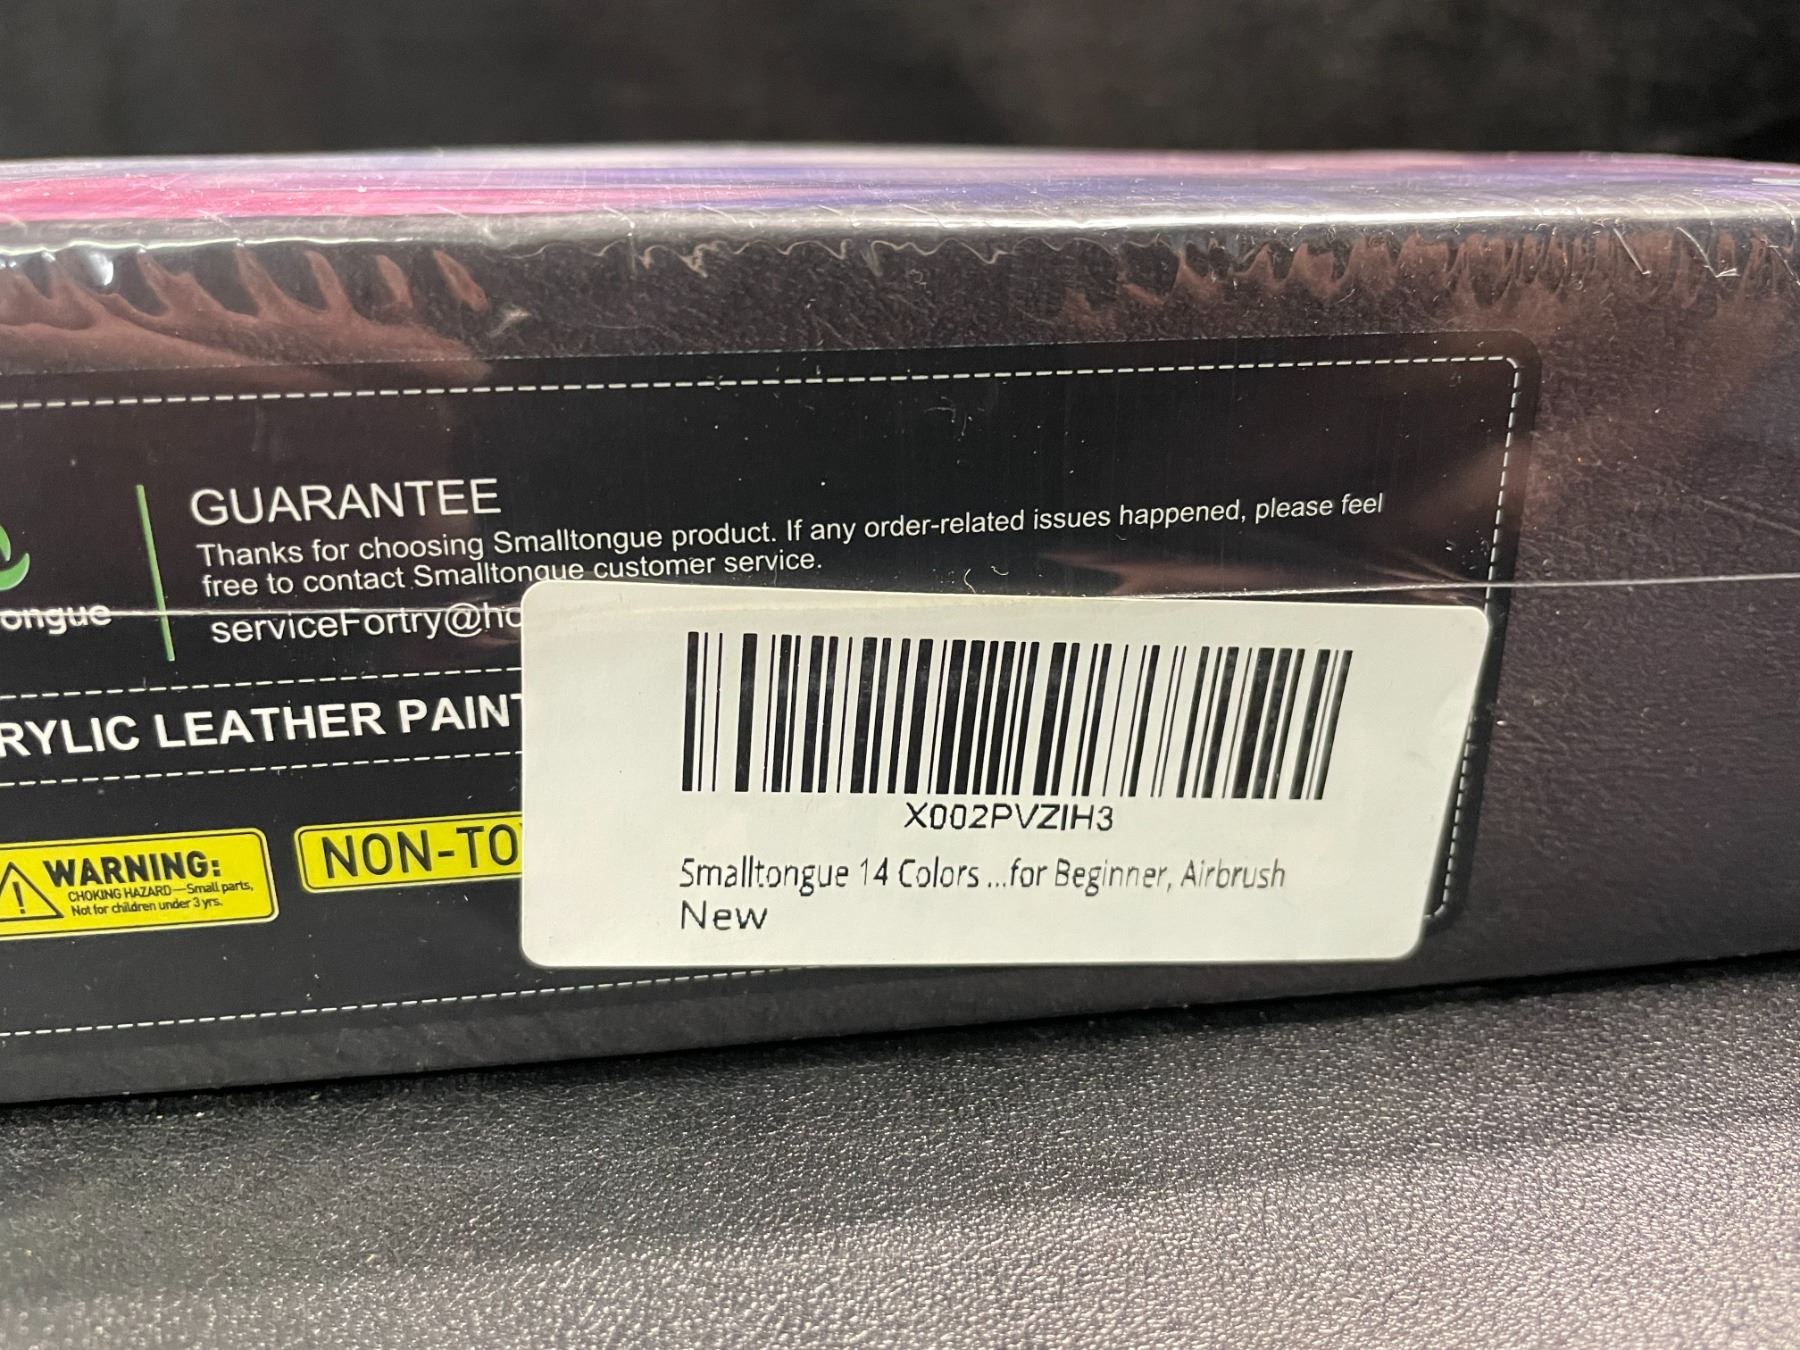 GUARANTEE
Thanks for choosing Smalltongue product. If any order-related issues happened, please feel
free to contact Smalltongue customer service.
ongue
serviceFortry@ho
RYLIC LEATHER PAINT
WARNING:
CHOKING HAZARD—Small parts,
Not for children under 3 yrs.
NON-TO
X002PVZIH3
Smalltongue 14 Colors ...for Beginner, Airbrush
New